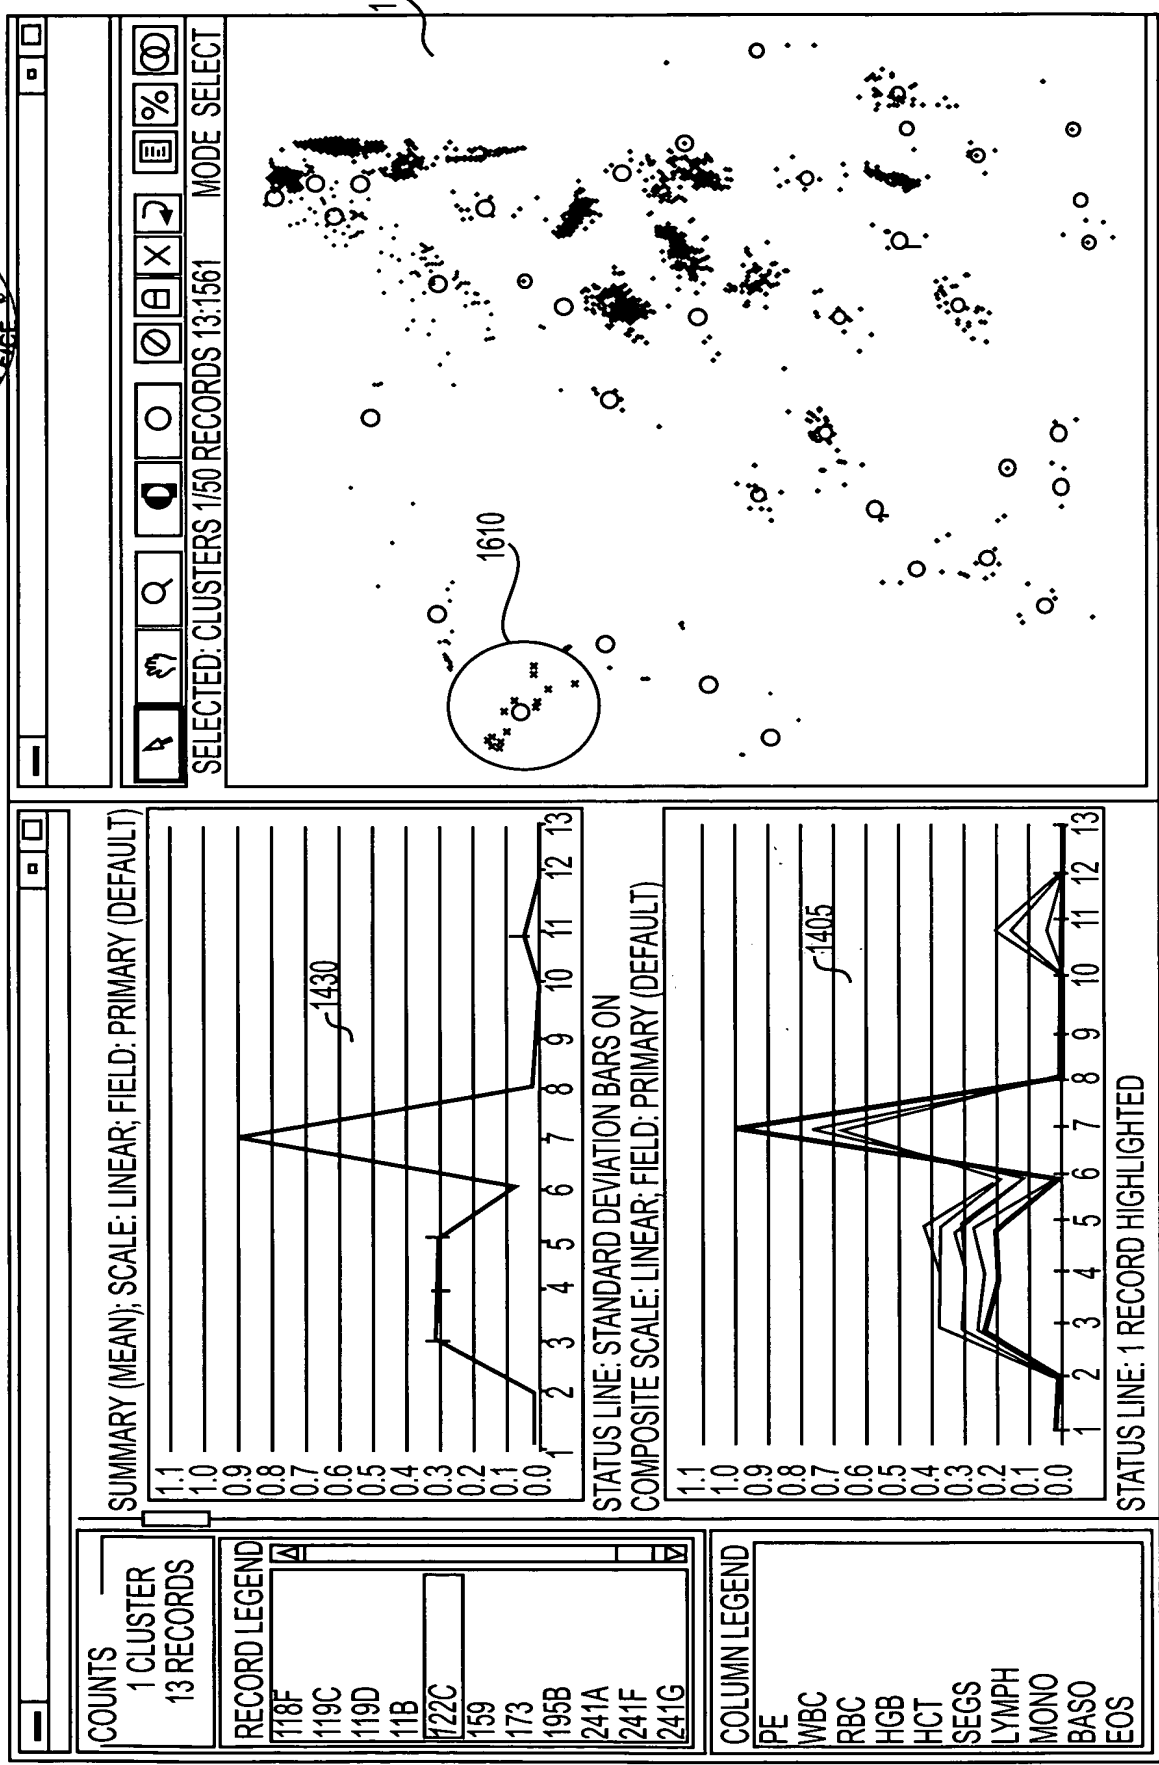 COUNTS
1 CLUSTER
13 RECORDS
RECORD LEGEND
118F
119C
119D
11B
122C
159
173
195B
241A
241F
241G
COLUMN LEGEND
PE
WBC
RBC
HGB
HCT
SEGS
LYMPH
MONO
BASO
EOS
SUMMARY (MEAN); SCALE: LINEAR; FIELD: PRIMARY (DEFAULT)
1.1
1.0
0.9
0.8
0.7
0.6
0.5
0.4
0.3
0.2
0.1
0.0
1 2 3 4 5 6 7 8 9 10 11 12 13
1430
STATUS LINE: STANDARD DEVIATION BARS ON
COMPOSITE SCALE: LINEAR; FIELD: PRIMARY (DEFAULT)
1.1
1.0
0.9
0.8
0.7
0.6
0.5
0.4
0.3
0.2
0.1
0.0
1 2 3 4 5 6 7 8 9 10 11 12 13
1405
STATUS LINE: 1 RECORD HIGHLIGHTED
%
SELECTED: CLUSTERS 1/50 RECORDS 13:1561 MODE SELECT
1610